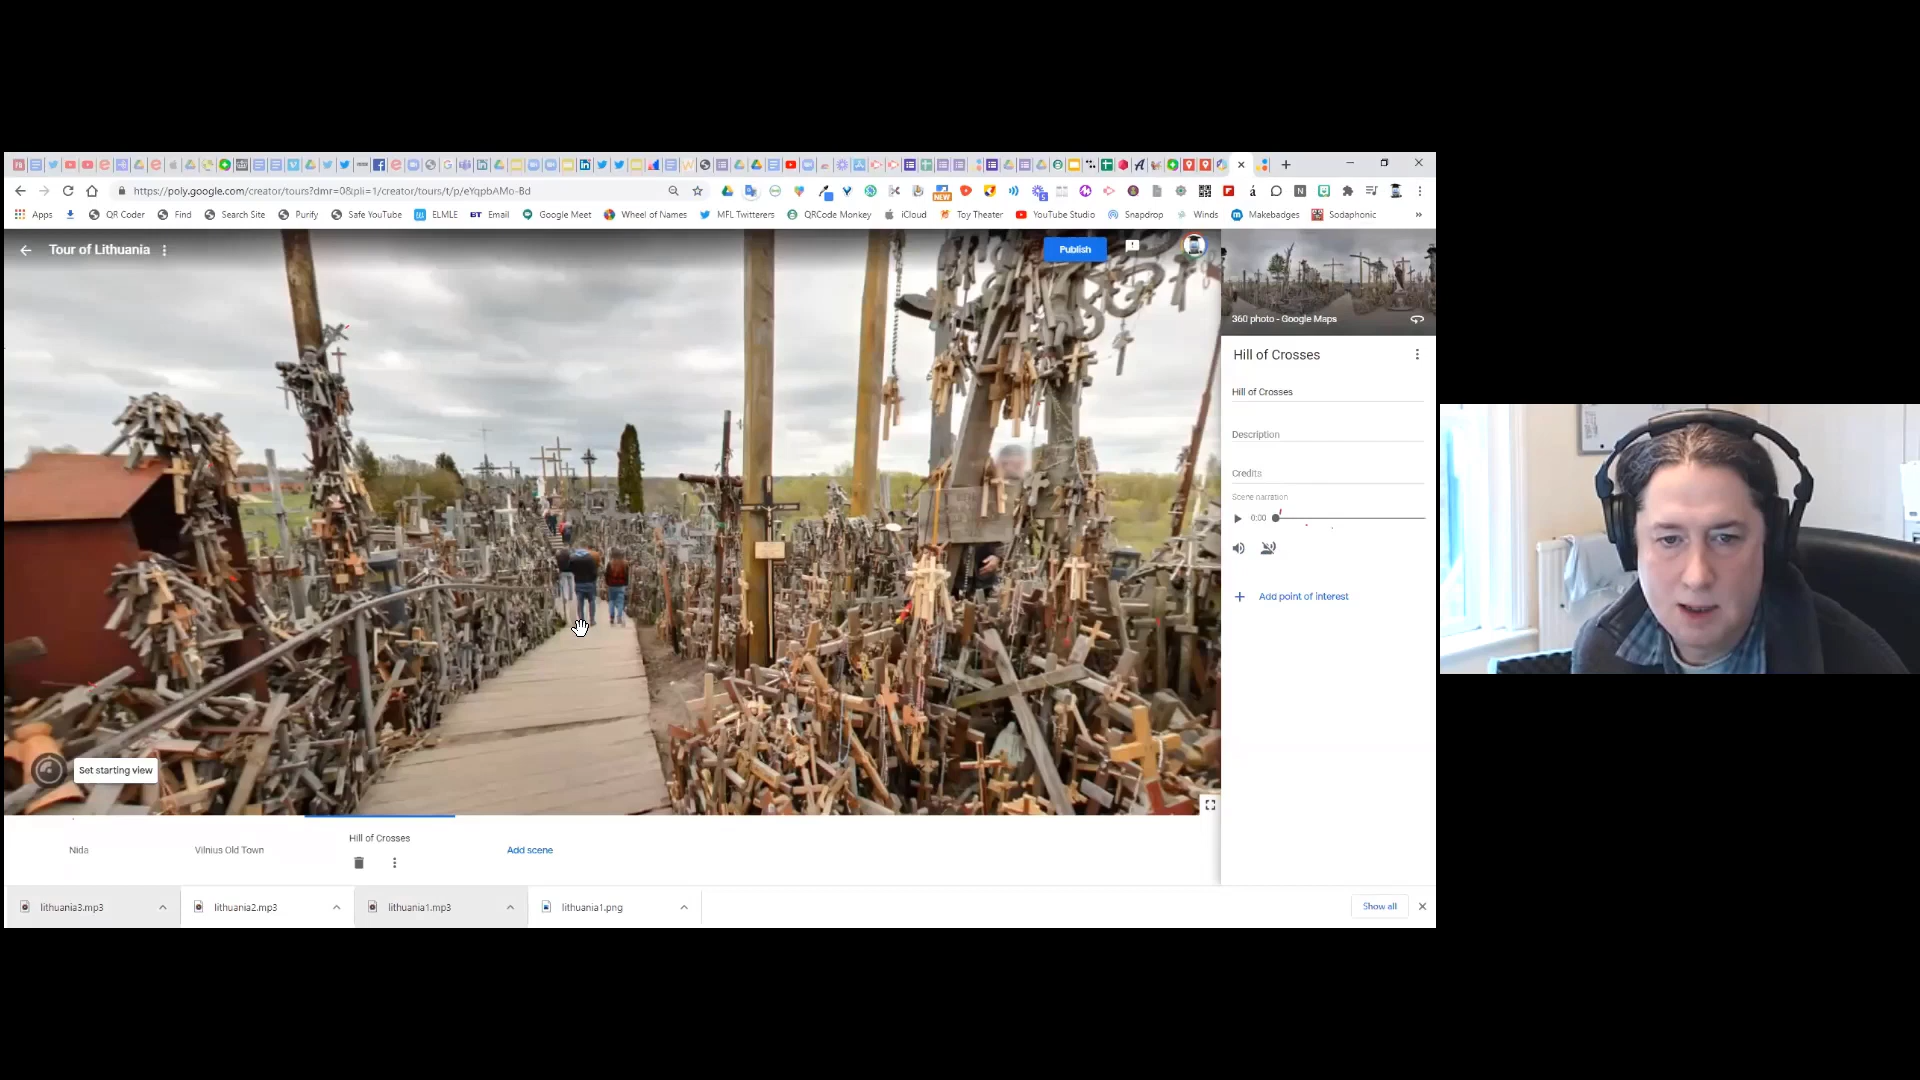 https://poly.google.com/creator/tours?dmr=0&pli=1/creator/tours/t/p/eYqpbAMo-Bd
NEW
Apps
QR Coder
Find
Search Site
Purify
Safe YouTube
ELMLE
BT Email
Google Meet
Wheel of Names
MFL Twitterers
QRCode Monkey
iCloud
Toy Theater
YouTube Studio
Snapdrop
Winds
Makebadges
Sodaphonic
Tour of Lithuania
Publish
360 photo - Google Maps
Hill of Crosses
Hill of Crosses
Description
Credits
Scene narration
0:00
Add point of interest
Set starting view
Nida
Vilnius Old Town
Hill of Crosses
Add scene
lithuania3.mp3
lithuania2.mp3
lithuania1.mp3
lithuania1.png
Show all